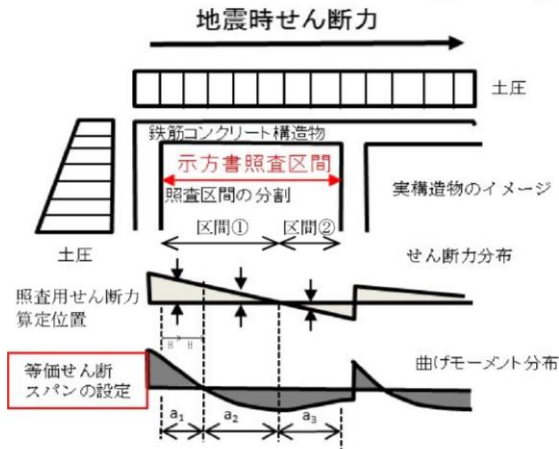 地震時せん断力
土圧
鉄筋コンクリート構造物
示方書照査区間
照査区間の分割
実構造物のイメージ
区間①
区間②
土圧
せん断力分布
照査用せん断力
算定位置
H
H
等価せん断
スパンの設定
曲げモーメント分布
a₁
a₂
a₃